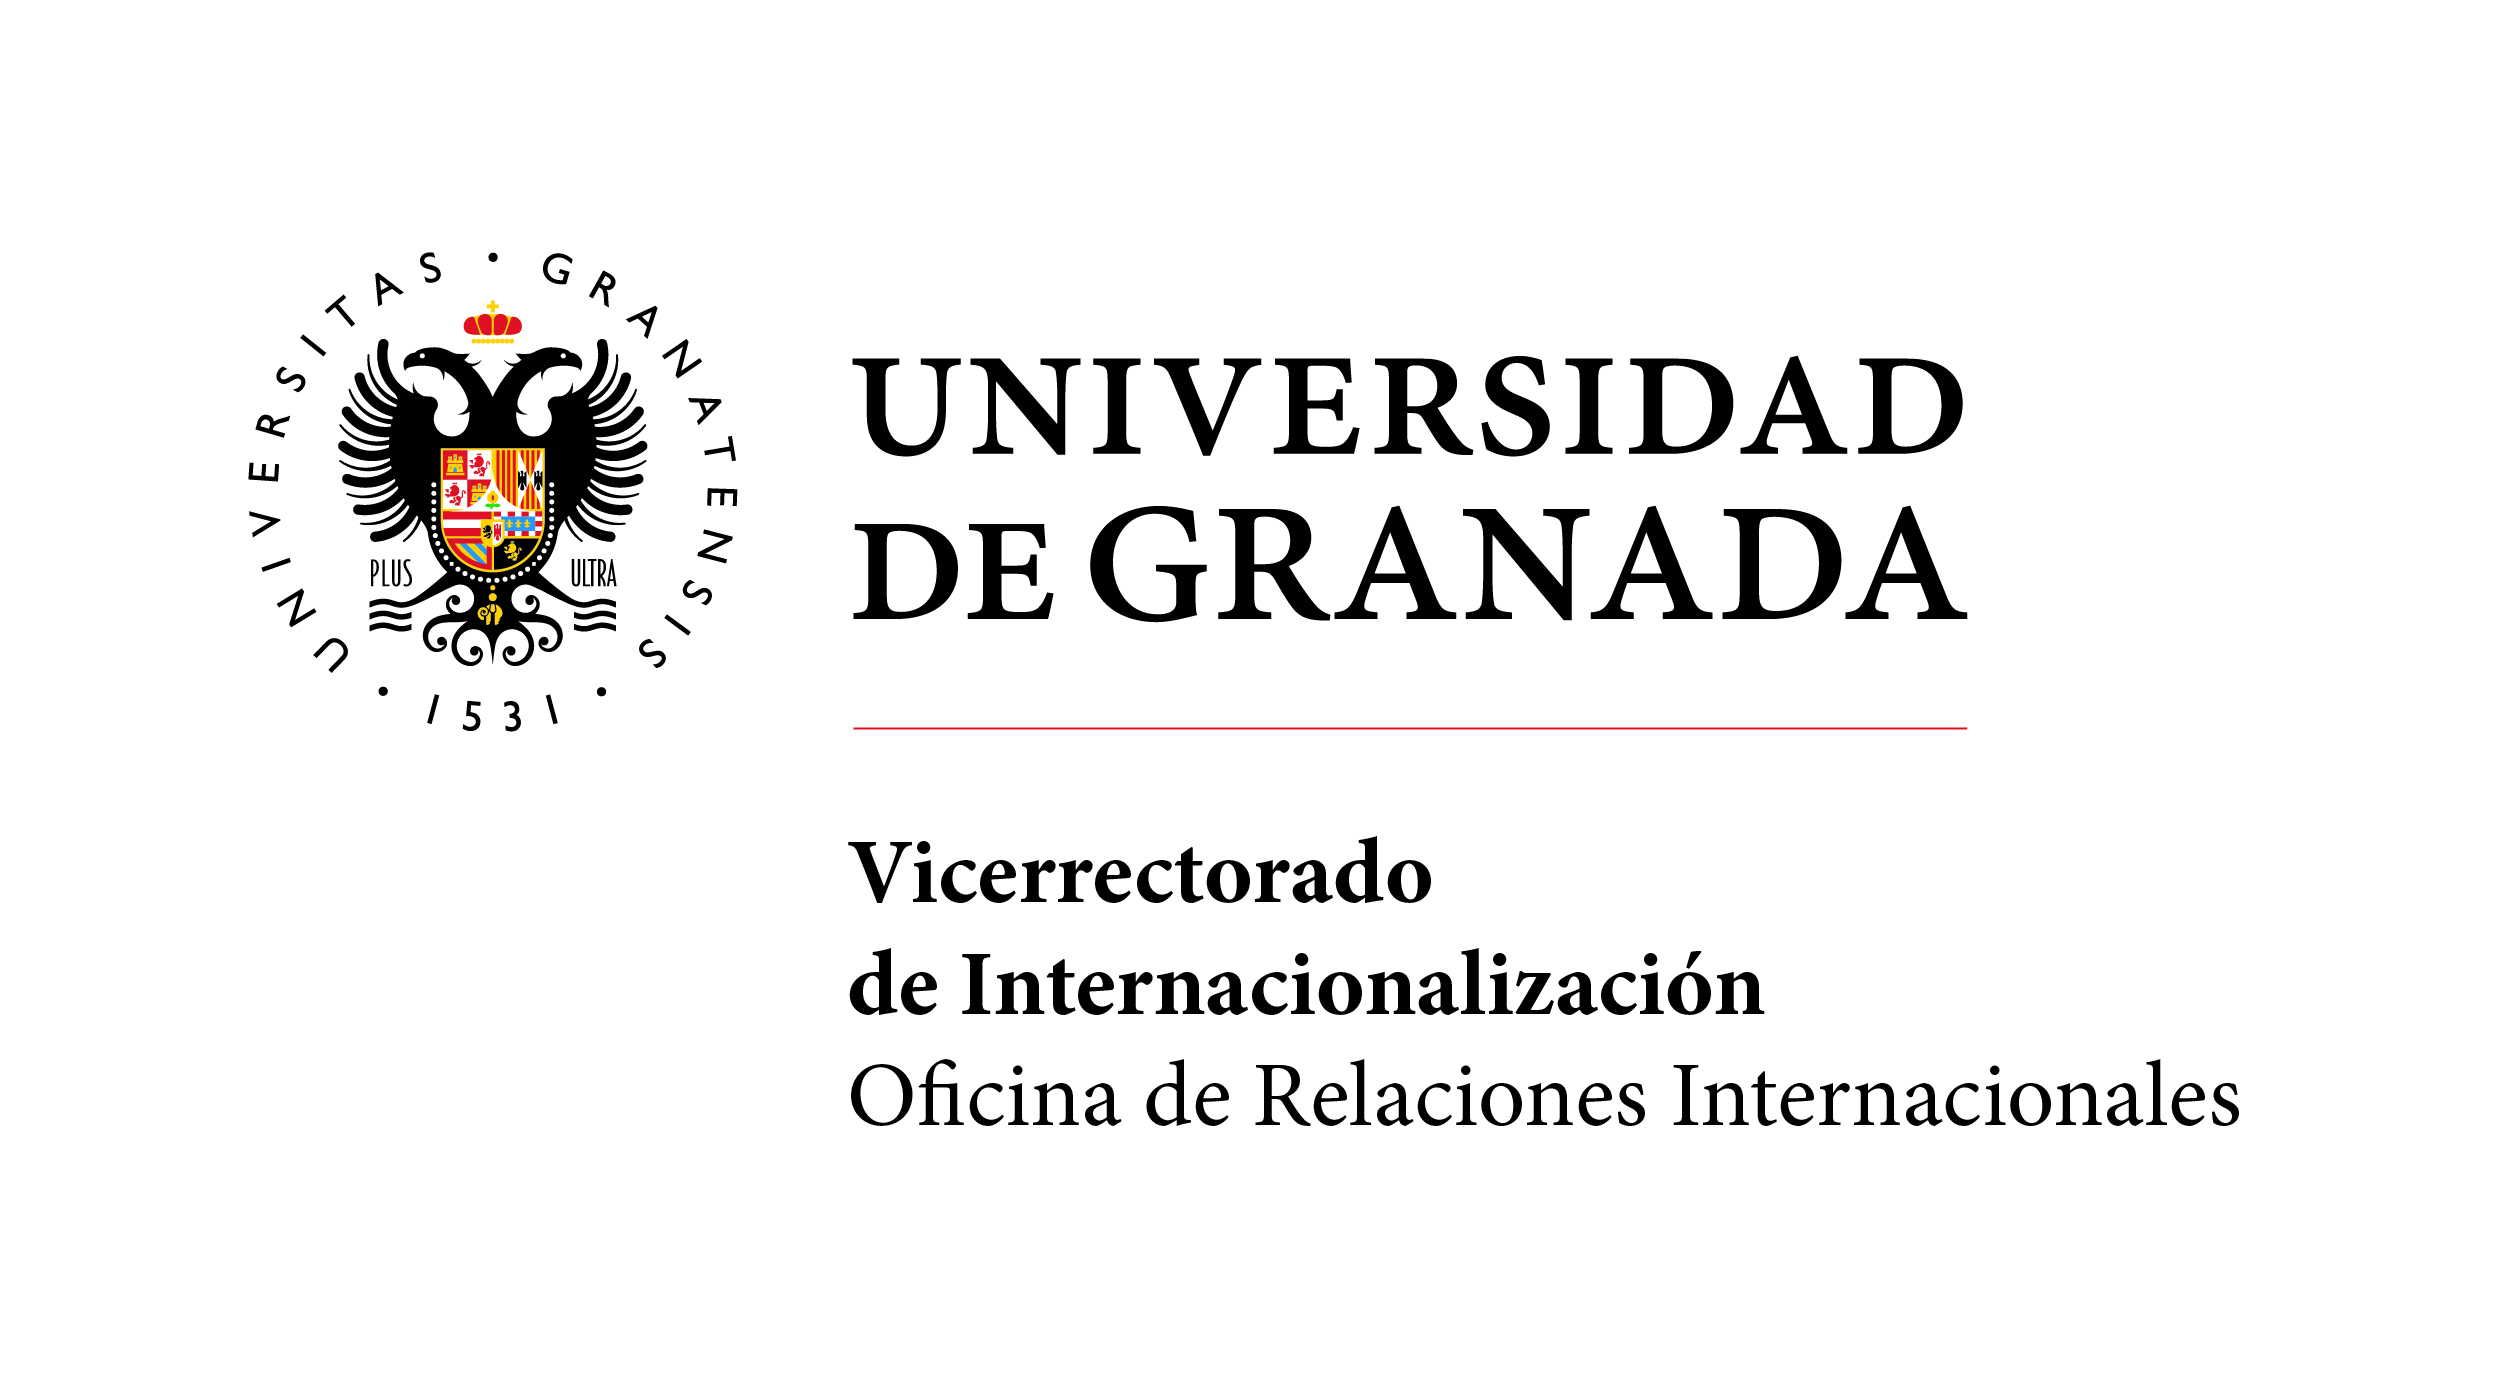 UNIVERSITAS · GRANATENSIS · 1531 ·
PLUS ULTRA
UNIVERSIDAD
DE GRANADA
Vicerrectorado
de Internacionalización
Oficina de Relaciones Internacionales